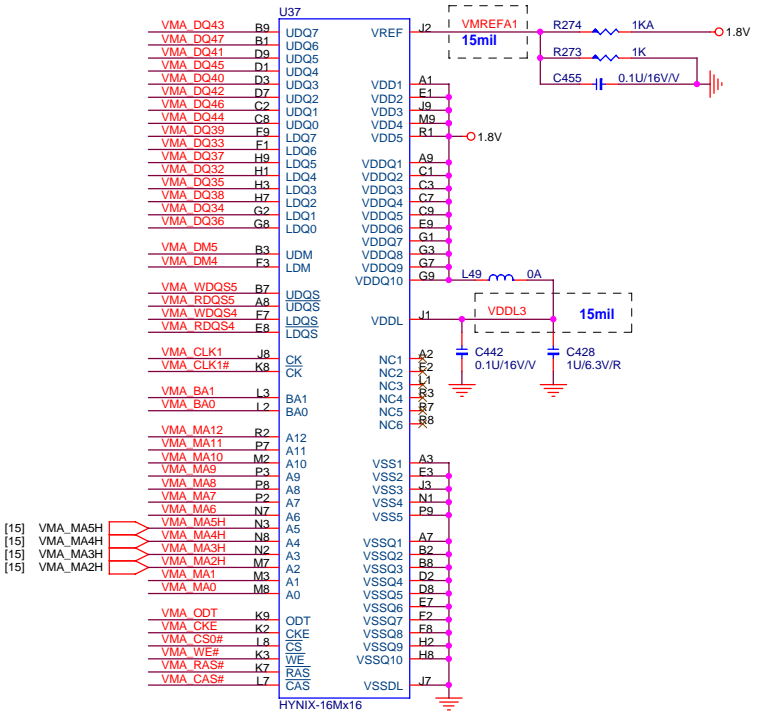 U37
VMA_DQ43 B9 UDQ7 VREF J2 VMREFA1 R274 1KA 1.8V
VMA_DQ47 B1 UDQ6 15mil
VMA_DQ41 D9 UDQ5 R273 1K
VMA_DQ45 D1 UDQ4
VMA_DQ40 D3 UDQ3 VDD1 A1 C455 0.1U/16V/V
VMA_DQ42 D7 UDQ2 VDD2 E1
VMA_DQ46 C2 UDQ1 VDD3 J9
VMA_DQ44 C8 UDQ0 VDD4 M9
VMA_DQ39 F9 LDQ7 VDD5 R1 1.8V
VMA_DQ33 F1 LDQ6
VMA_DQ37 H9 LDQ5 VDDQ1 A9
VMA_DQ32 H1 LDQ4 VDDQ2 C1
VMA_DQ35 H3 LDQ3 VDDQ3 C3
VMA_DQ38 H7 LDQ2 VDDQ4 C7
VMA_DQ34 G2 LDQ1 VDDQ5 C9
VMA_DQ36 G8 LDQ0 VDDQ6 E9
VDDQ7 G1
VMA_DM5 B3 UDM VDDQ8 G3
VMA_DM4 F3 LDM VDDQ9 G7
VDDQ10 G9 L49 0A
VMA_WDQS5 B7 UDQS
VMA_RDQS5 A8 UDQS
VMA_WDQS4 F7 LDQS VDDL J1 VDDL3 15mil
VMA_RDQS4 E8 LDQS
VMA_CLK1 J8 CK NC1 A2 C442 C428
VMA_CLK1# K8 CK NC2 E2 0.1U/16V/V 1U/6.3V/R
NC3 L1
VMA_BA1 L3 BA1 NC4 R3
VMA_BA0 L2 BA0 NC5 R7
NC6 R8
VMA_MA12 R2 A12
VMA_MA11 P7 A11
VMA_MA10 M2 A10 VSS1 A3
VMA_MA9 P3 A9 VSS2 E3
VMA_MA8 P8 A8 VSS3 J3
VMA_MA7 P2 A7 VSS4 N1
VMA_MA6 N7 A6 VSS5 P9
[15] VMA_MA5H VMA_MA5H N3 A5
[15] VMA_MA4H VMA_MA4H N8 A4 VSSQ1 A7
[15] VMA_MA3H VMA_MA3H N2 A3 VSSQ2 B2
[15] VMA_MA2H VMA_MA2H M7 A2 VSSQ3 B8
VMA_MA1 M3 A1 VSSQ4 D2
VMA_MA0 M8 A0 VSSQ5 D8
VSSQ6 E7
VMA_ODT K9 ODT VSSQ7 F2
VMA_CKE K2 CKE VSSQ8 F8
VMA_CS0# L8 CS VSSQ9 H2
VMA_WE# K3 WE VSSQ10 H8
VMA_RAS# K7 RAS
VMA_CAS# L7 CAS VSSDL J7
HYNIX-16Mx16